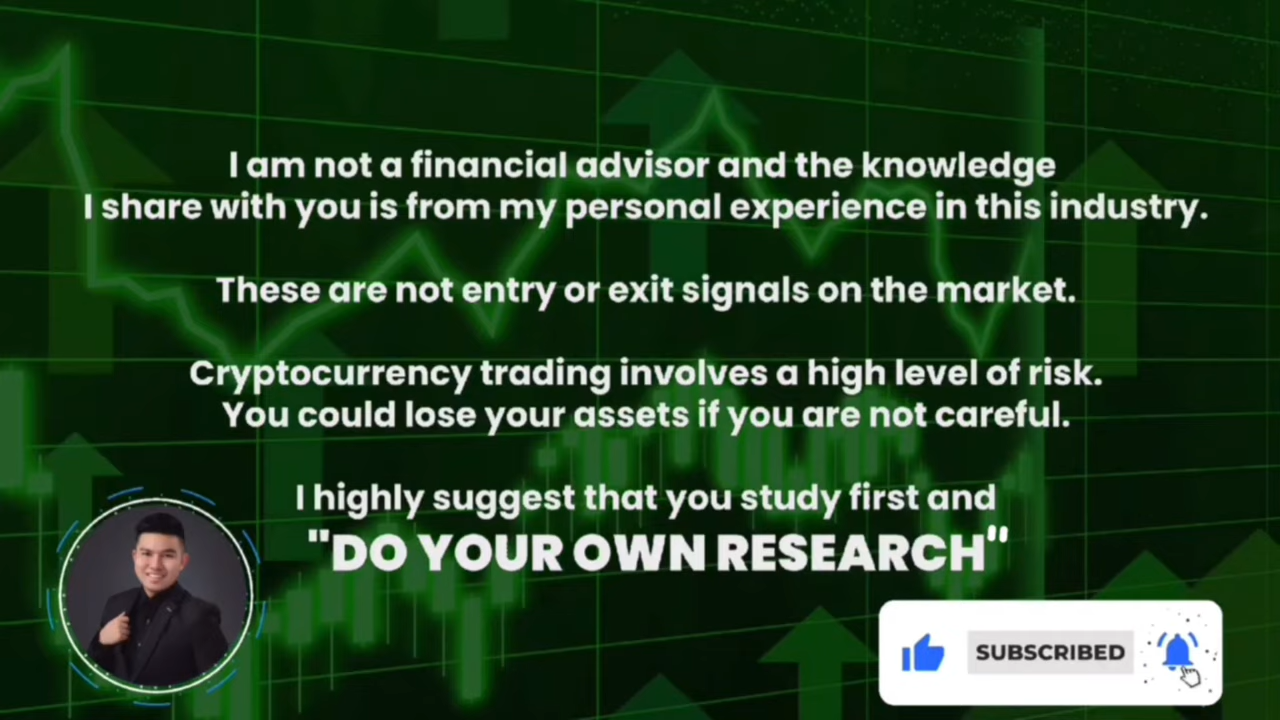 I am not a financial advisor and the knowledge
I share with you is from my personal experience in this industry.
These are not entry or exit signals on the market.
Cryptocurrency trading involves a high level of risk.
You could lose your assets if you are not careful.
I highly suggest that you study first and
"DO YOUR OWN RESEARCH"
SUBSCRIBED